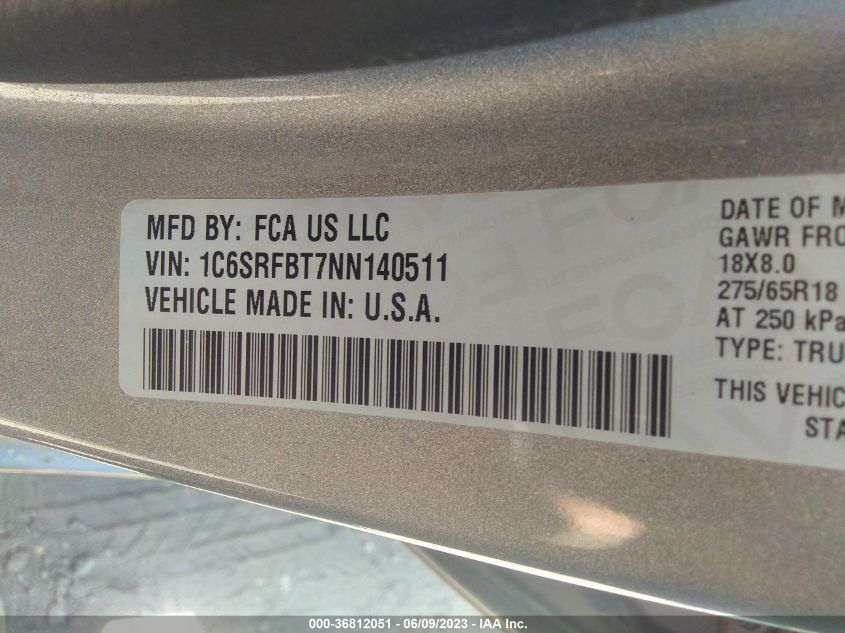 MFD BY: FCA US LLC
VIN: 1C6SRFBT7NN140511
VEHICLE MADE IN: U.S.A.
DATE OF M
GAWR FRO
18X8.0
275/65R18
AT 250 kPa
TYPE: TRU
THIS VEHIC
STA
000-36812051 - 06/09/2023 - IAA Inc.